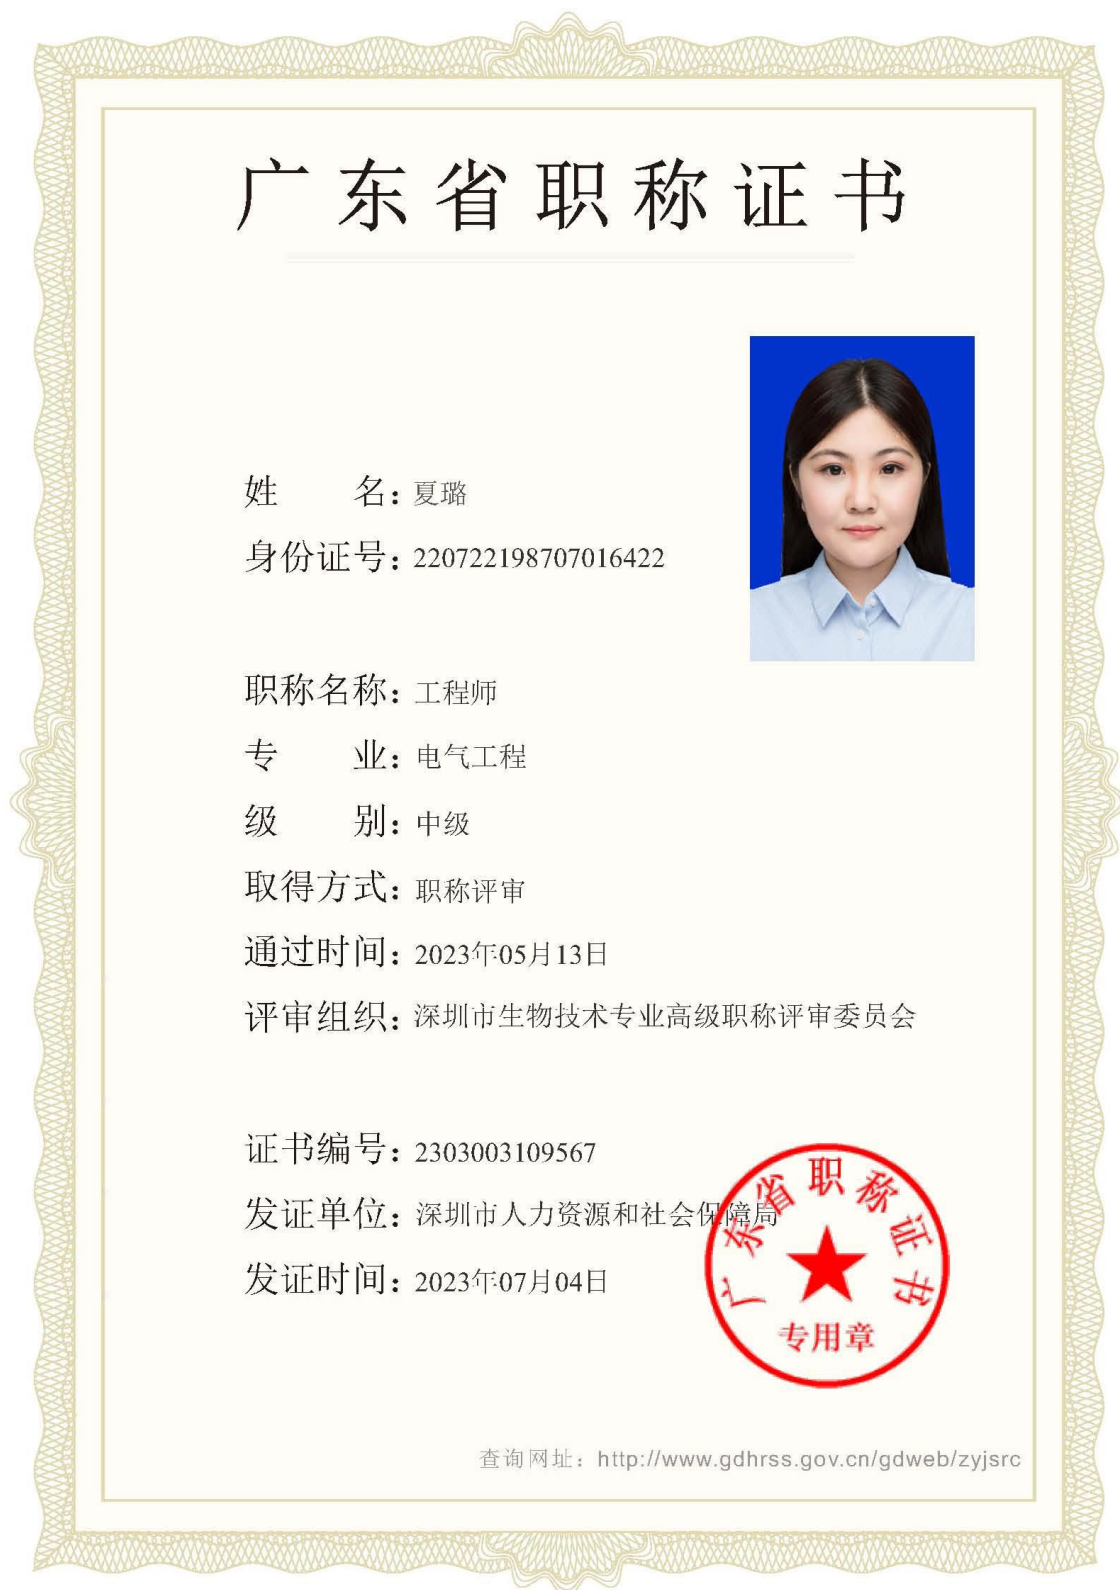 广东省职称证书
姓 名：夏璐
身份证号：220722198707016422
职称名称：工程师
专 业：电气工程
级 别：中级
取得方式：职称评审
通过时间：2023年05月13日
评审组织：深圳市生物技术专业高级职称评审委员会
证书编号：2303003109567
发证单位：深圳市人力资源和社会保障局
发证时间：2023年07月04日
广东省职称证书
专用章
查询网址：http://www.gdhrss.gov.cn/gdweb/zyjsrc